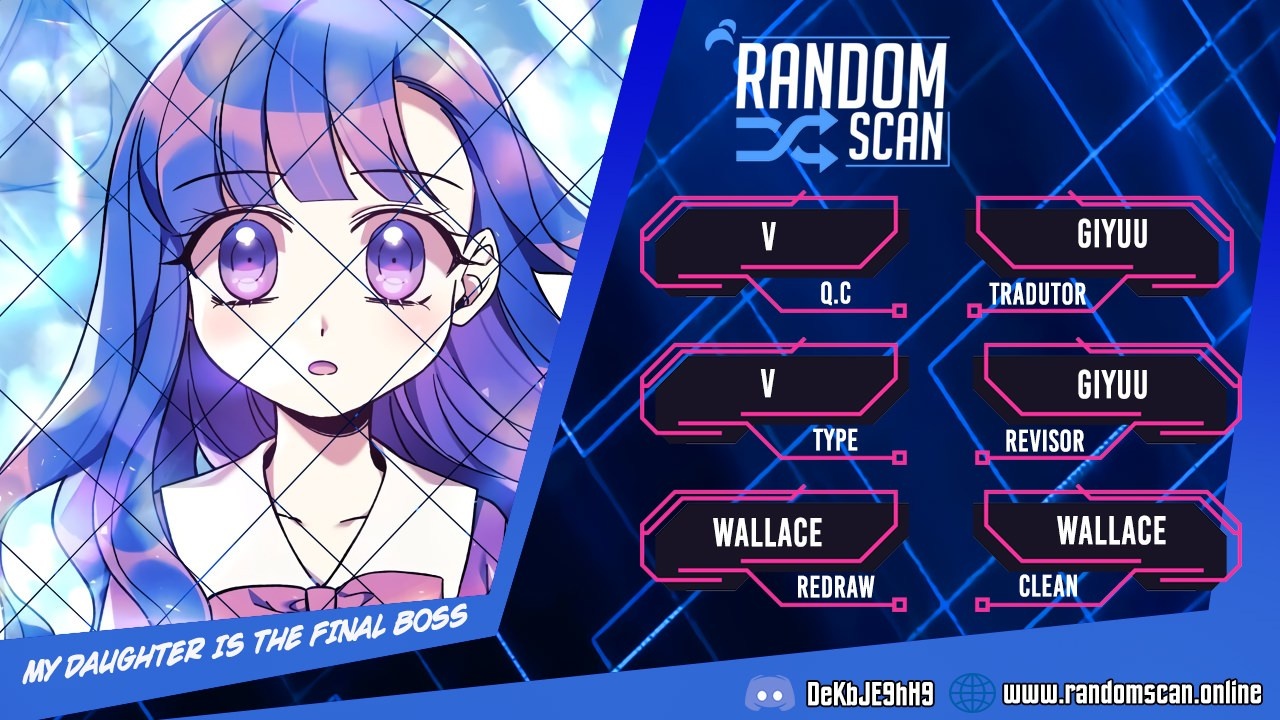 RANDOM
SCAN
V
Q.C
GIYUU
TRADUTOR
V
TYPE
GIYUU
REVISOR
WALLACE
REDRAW
WALLACE
CLEAN
MY DAUGHTER IS THE FINAL BOSS
DeKbJE9hH9
www.randomscan.online